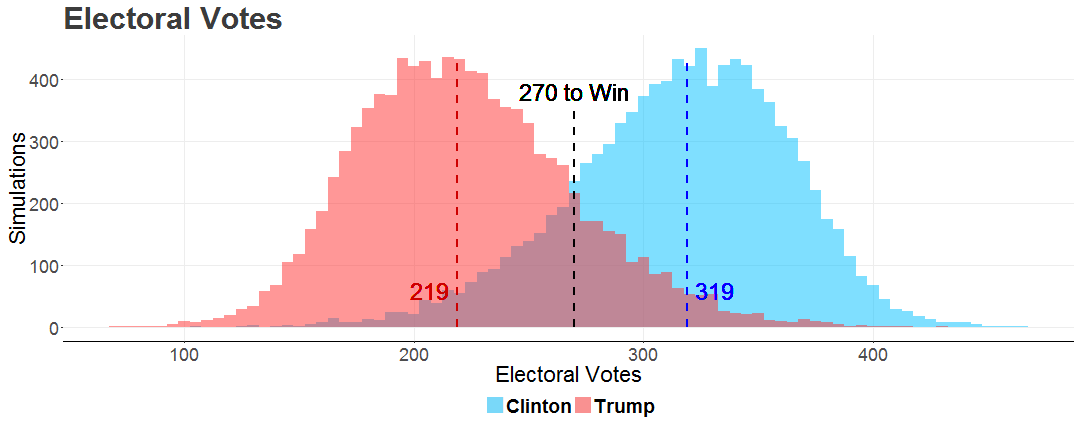 Electoral Votes
Simulations
400
300
200
100
0
270 to Win
219
319
100 200 300 400
Electoral Votes
Clinton Trump